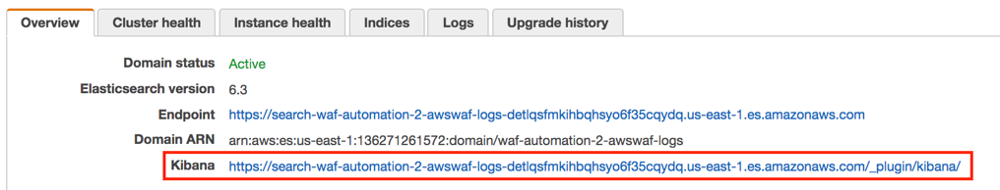 Overview Cluster health Instance health Indices Logs Upgrade history
Domain status Active
Elasticsearch version 6.3
Endpoint https://search-waf-automation-2-awswaf-logs-detlqsfmkihbqhsyo6f35cqydq.us-east-1.es.amazonaws.com
Domain ARN arn:aws:es:us-east-1:136271261572:domain/waf-automation-2-awswaf-logs
Kibana https://search-waf-automation-2-awswaf-logs-detlqsfmkihbqhsyo6f35cqydq.us-east-1.es.amazonaws.com/_plugin/kibana/